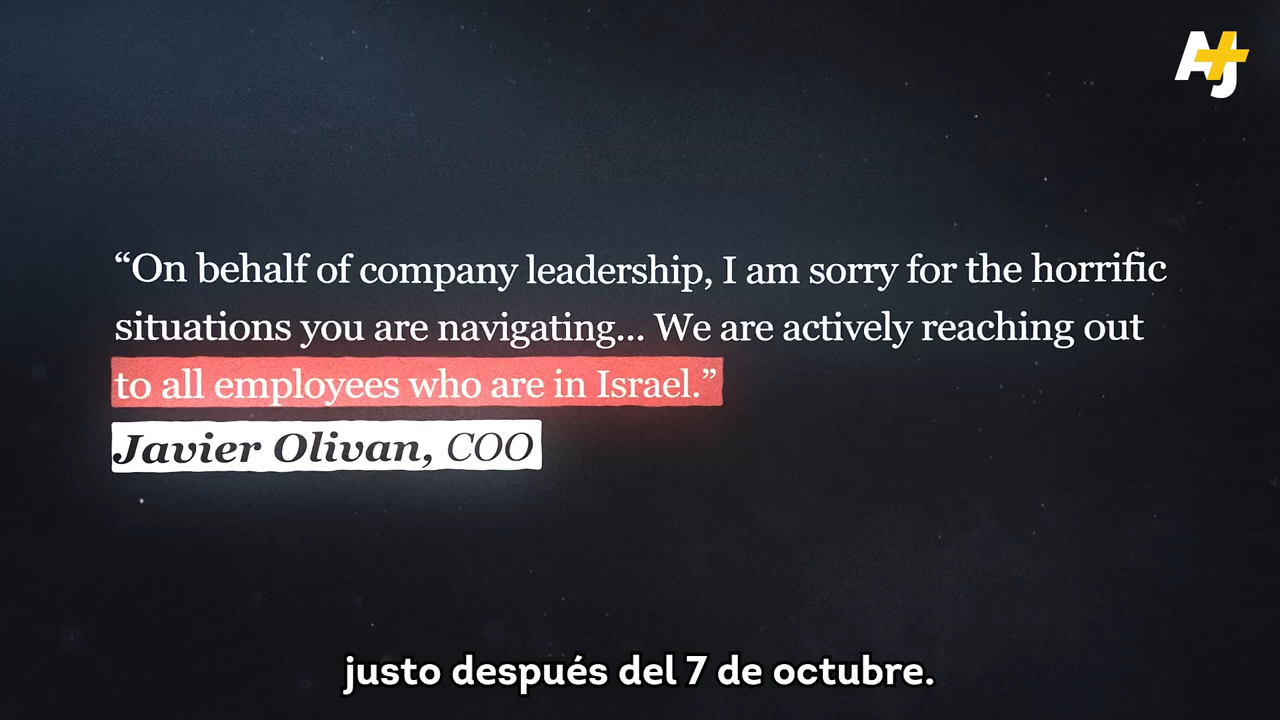 AJ+
“On behalf of company leadership, I am sorry for the horrific
situations you are navigating... We are actively reaching out
to all employees who are in Israel.”
Javier Olivan, COO
justo después del 7 de octubre.